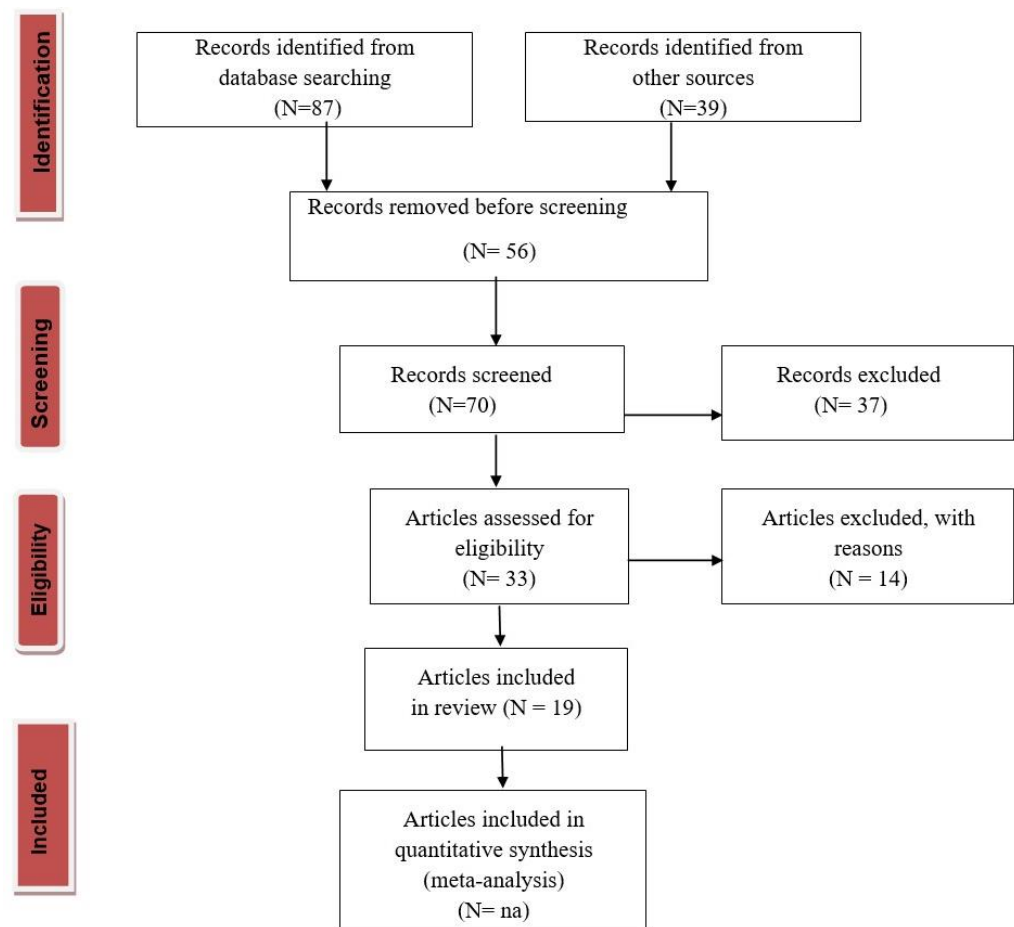 Identification
Records identified from
database searching
(N=87)
Records identified from
other sources
(N=39)
Records removed before screening
(N= 56)
Screening
Records screened
(N=70)
Records excluded
(N= 37)
Eligibility
Articles assessed for
eligibility
(N= 33)
Articles excluded, with
reasons
(N = 14)
Included
Articles included
in review (N = 19)
Articles included in
quantitative synthesis
(meta-analysis)
(N= na)